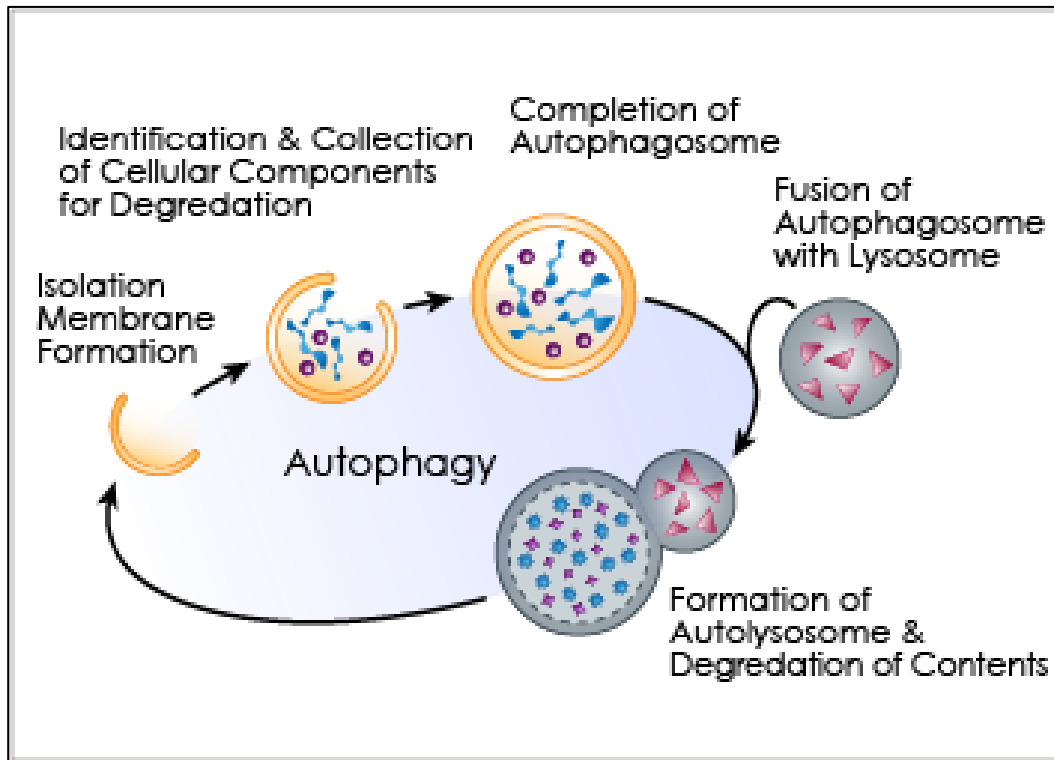 Identification & Collection
of Cellular Components
for Degredation
Completion of
Autophagosome
Fusion of
Autophagosome
with Lysosome
Isolation
Membrane
Formation
Autophagy
Formation of
Autolysosome &
Degredation of Contents